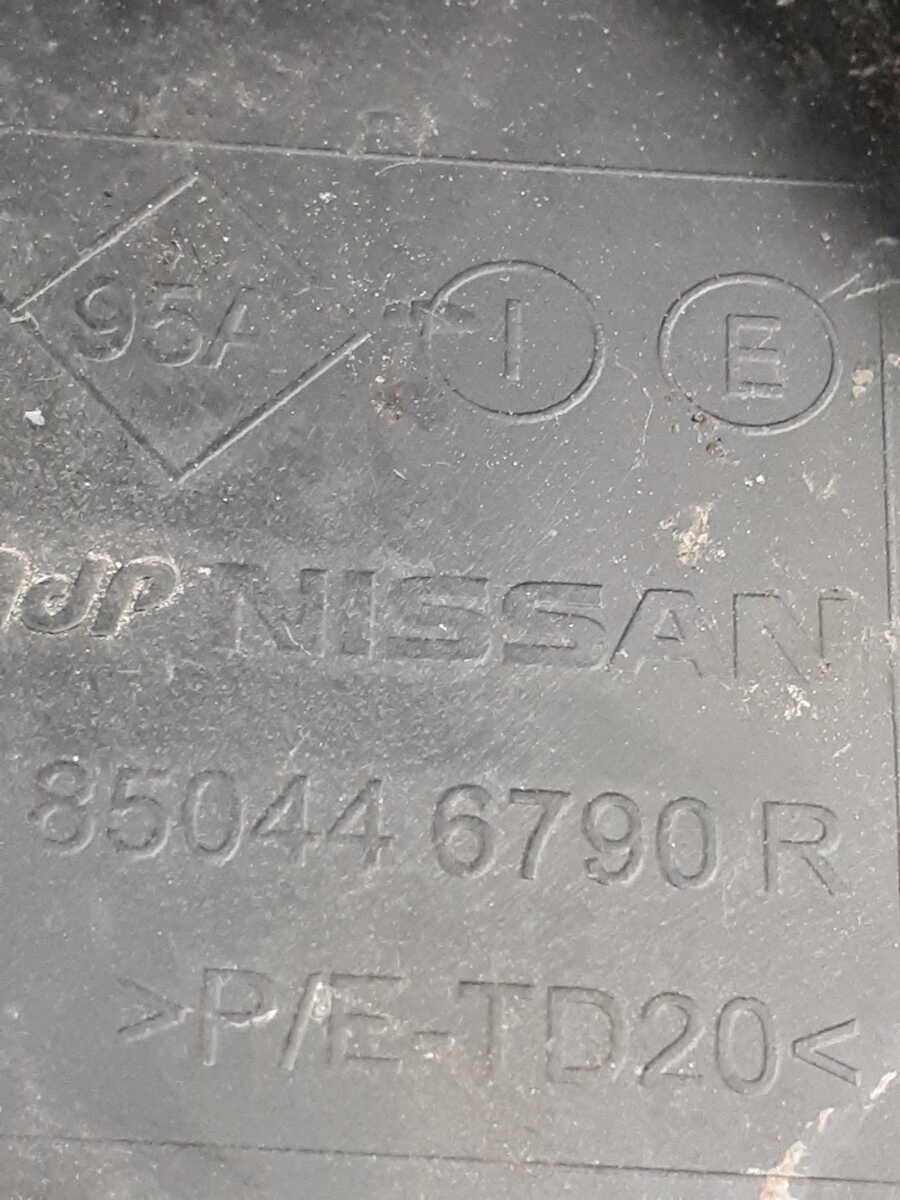 95A I E
NISSAN
85044 6790 R
>P/E-TD20<